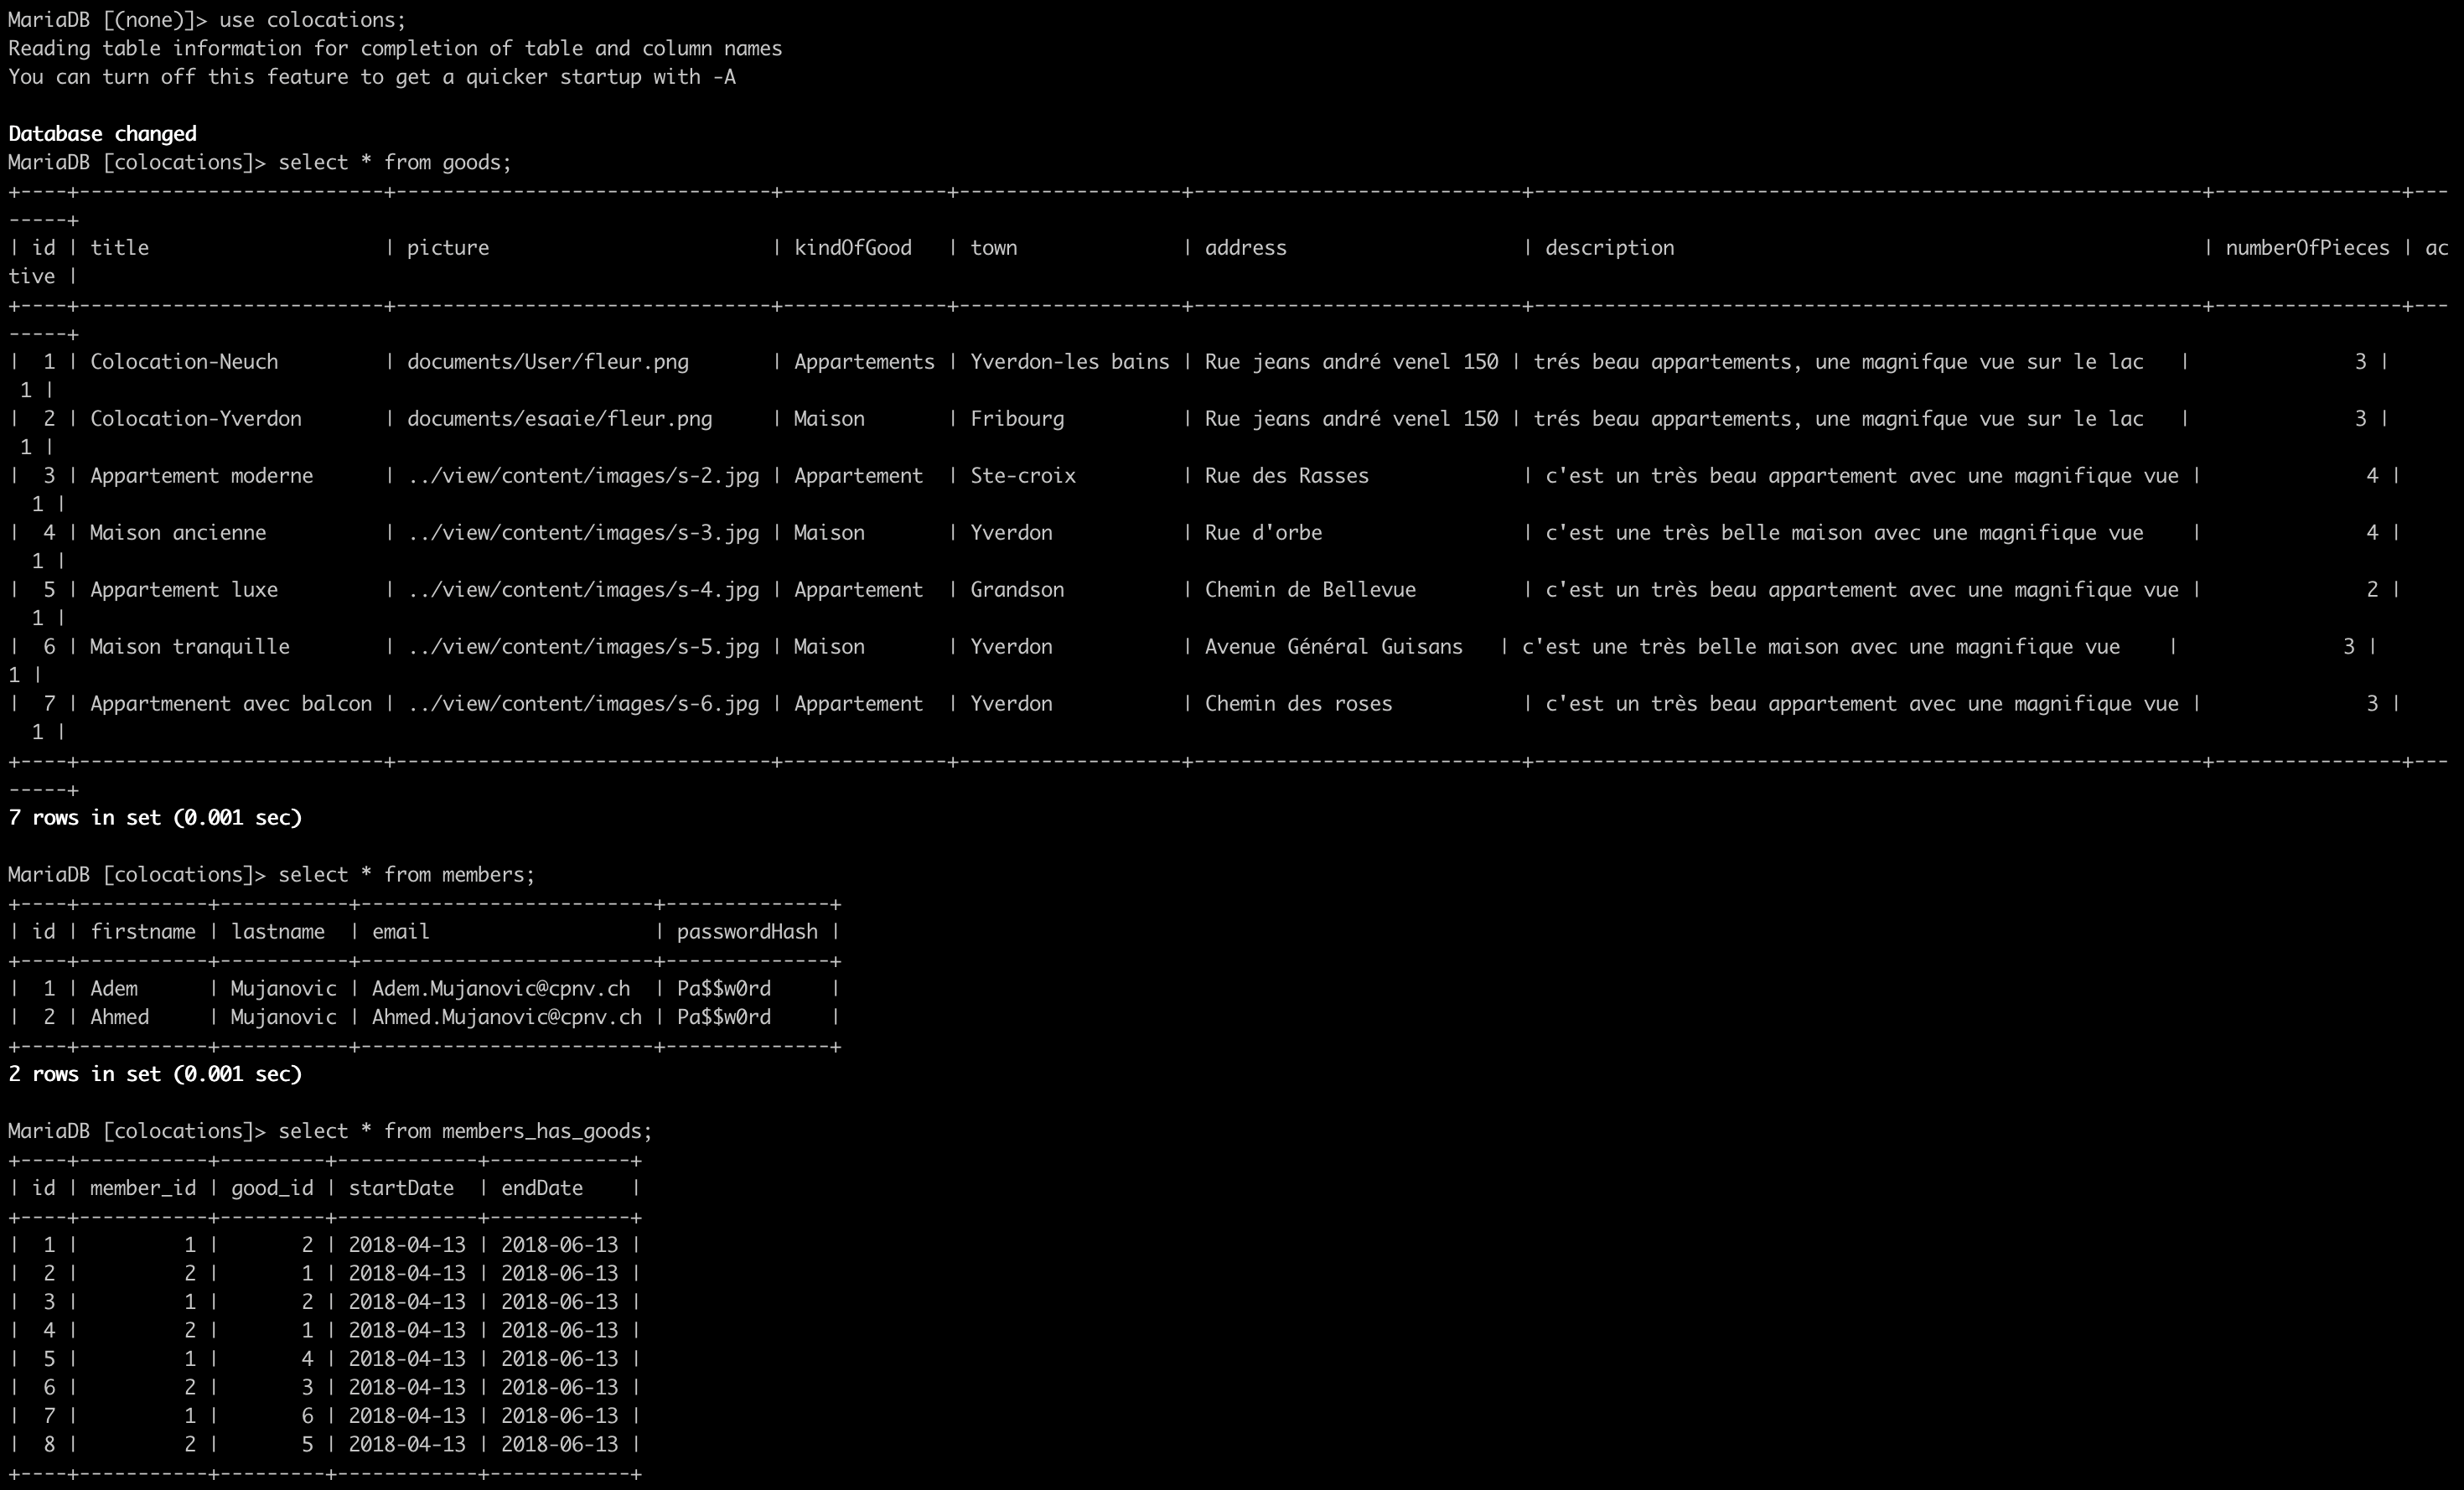 MariaDB [(none)]> use colocations;
Reading table information for completion of table and column names
You can turn off this feature to get a quicker startup with -A

Database changed
MariaDB [colocations]> select * from goods;
+----+--------------------------+--------------------------------+--------------+-------------------+----------------------------+---------------------------------------------------------+----------------+---
-----+
| id | title                    | picture                        | kindOfGood   | town              | address                    | description                                             | numberOfPieces | ac
tive |
+----+--------------------------+--------------------------------+--------------+-------------------+----------------------------+---------------------------------------------------------+----------------+---
-----+
|  1 | Colocation-Neuch         | documents/User/fleur.png       | Appartements | Yverdon-les bains | Rue jeans andré venel 150 | trés beau appartements, une magnifque vue sur le lac   |              3 |
 1 |
|  2 | Colocation-Yverdon       | documents/esaaie/fleur.png     | Maison       | Fribourg          | Rue jeans andré venel 150 | trés beau appartements, une magnifque vue sur le lac   |              3 |
 1 |
|  3 | Appartement moderne      | ../view/content/images/s-2.jpg | Appartement  | Ste-croix         | Rue des Rasses             | c'est un très beau appartement avec une magnifique vue |              4 |
  1 |
|  4 | Maison ancienne          | ../view/content/images/s-3.jpg | Maison       | Yverdon           | Rue d'orbe                 | c'est une très belle maison avec une magnifique vue    |              4 |
  1 |
|  5 | Appartement luxe         | ../view/content/images/s-4.jpg | Appartement  | Grandson          | Chemin de Bellevue         | c'est un très beau appartement avec une magnifique vue |              2 |
  1 |
|  6 | Maison tranquille        | ../view/content/images/s-5.jpg | Maison       | Yverdon           | Avenue Général Guisans   | c'est une très belle maison avec une magnifique vue    |              3 |
1 |
|  7 | Appartmenent avec balcon | ../view/content/images/s-6.jpg | Appartement  | Yverdon           | Chemin des roses           | c'est un très beau appartement avec une magnifique vue |              3 |
  1 |
+----+--------------------------+--------------------------------+--------------+-------------------+----------------------------+---------------------------------------------------------+----------------+---
-----+
7 rows in set (0.001 sec)

MariaDB [colocations]> select * from members;
+----+-----------+-----------+-------------------------+--------------+
| id | firstname | lastname  | email                   | passwordHash |
+----+-----------+-----------+-------------------------+--------------+
|  1 | Adem      | Mujanovic | Adem.Mujanovic@cpnv.ch  | Pa$$w0rd     |
|  2 | Ahmed     | Mujanovic | Ahmed.Mujanovic@cpnv.ch | Pa$$w0rd     |
+----+-----------+-----------+-------------------------+--------------+
2 rows in set (0.001 sec)

MariaDB [colocations]> select * from members_has_goods;
+----+-----------+---------+------------+------------+
| id | member_id | good_id | startDate  | endDate    |
+----+-----------+---------+------------+------------+
|  1 |         1 |       2 | 2018-04-13 | 2018-06-13 |
|  2 |         2 |       1 | 2018-04-13 | 2018-06-13 |
|  3 |         1 |       2 | 2018-04-13 | 2018-06-13 |
|  4 |         2 |       1 | 2018-04-13 | 2018-06-13 |
|  5 |         1 |       4 | 2018-04-13 | 2018-06-13 |
|  6 |         2 |       3 | 2018-04-13 | 2018-06-13 |
|  7 |         1 |       6 | 2018-04-13 | 2018-06-13 |
|  8 |         2 |       5 | 2018-04-13 | 2018-06-13 |
+----+-----------+---------+------------+------------+